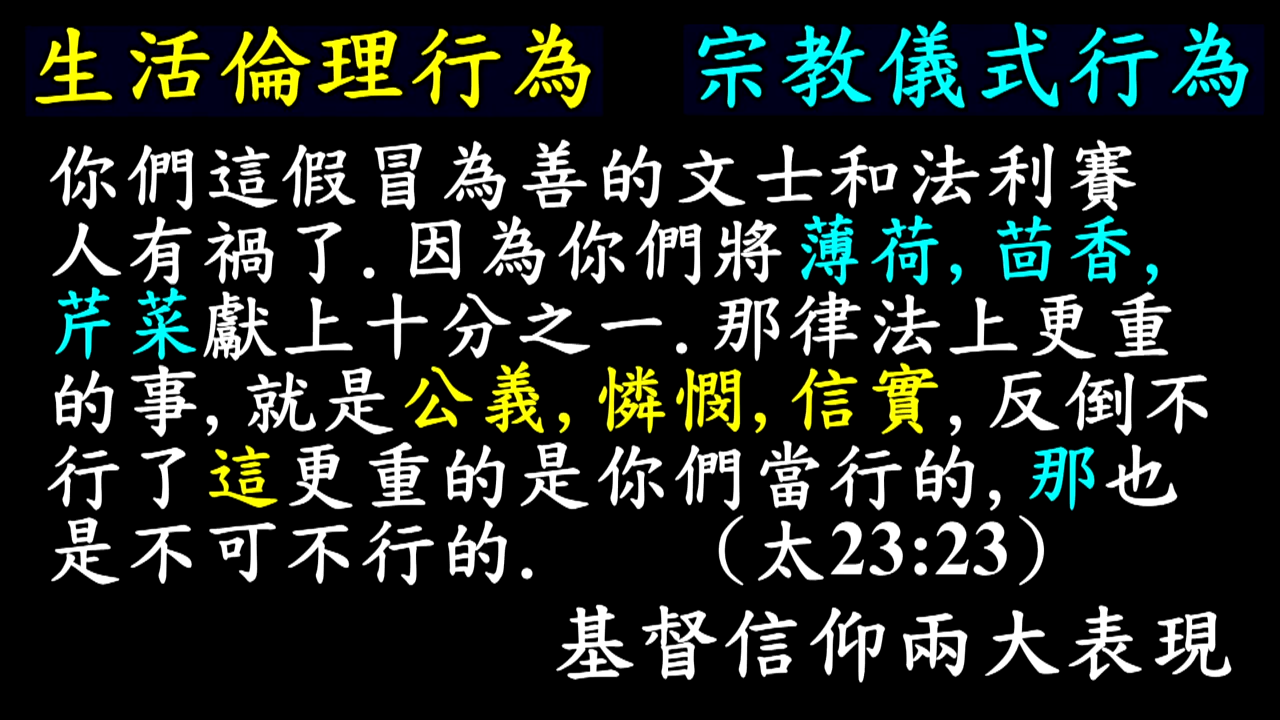 生活倫理行為 宗教儀式行為
你們這假冒為善的文士和法利賽
人有禍了.因為你們將薄荷,茴香,
芹菜獻上十分之一.那律法上更重
的事,就是公義,憐憫,信實,反倒不
行了這更重的是你們當行的,那也
是不可不行的. (太23:23)
基督信仰兩大表現